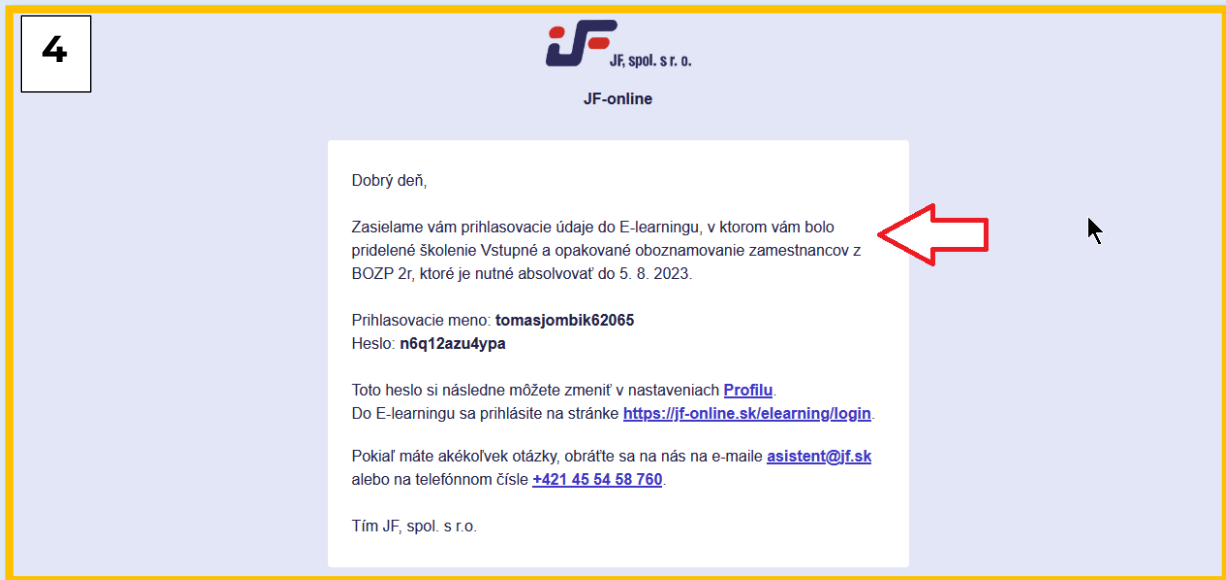 4
JF, spol. s r. o.
JF-online
Dobrý deň,
Zasielame vám prihlasovacie údaje do E-learningu, v ktorom vám bolo
pridelené školenie Vstupné a opakované oboznamovanie zamestnancov z
BOZP 2r, ktoré je nutné absolvovať do 5. 8. 2023.
Prihlasovacie meno: tomasjombik62065
Heslo: n6q12azu4ypa
Toto heslo si následne môžete zmeniť v nastaveniach Profilu.
Do E-learningu sa prihlásite na stránke https://jf-online.sk/elearning/login.
Pokiaľ máte akékoľvek otázky, obráťte sa na nás na e-maile asistent@jf.sk
alebo na telefónnom čísle +421 45 54 58 760.
Tím JF, spol. s r.o.